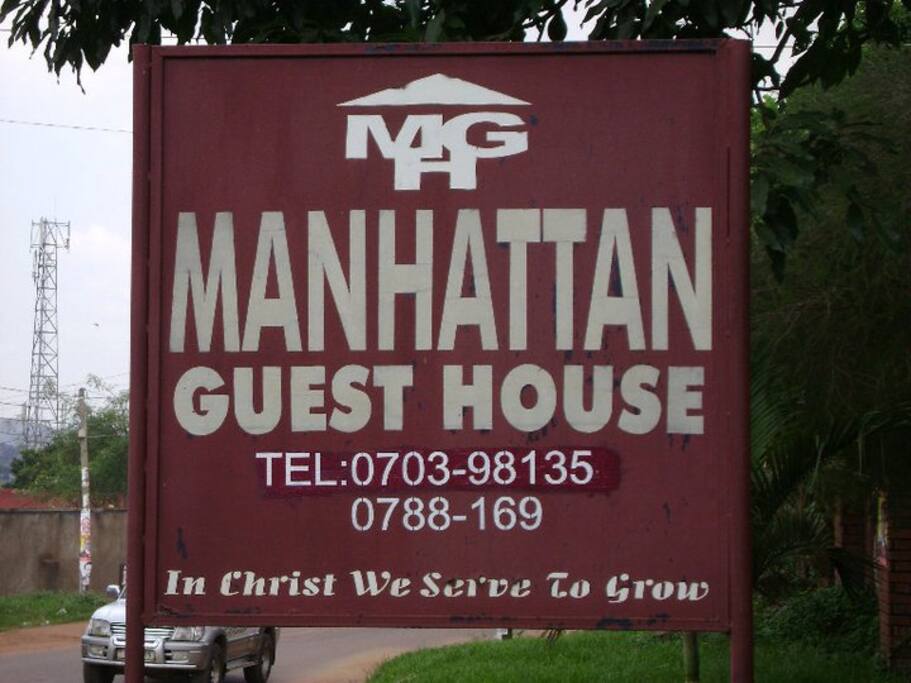 MHG
MANHATTAN
GUEST HOUSE
TEL:0703-98135
0788-169
In Christ We Serve To Grow